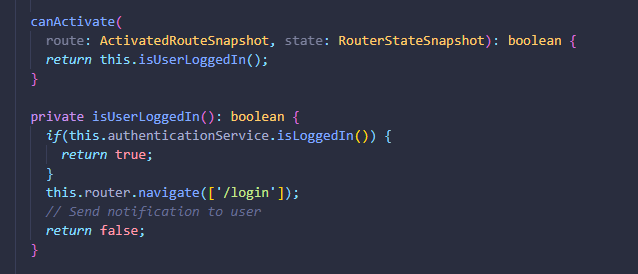 canActivate(
route: ActivatedRouteSnapshot, state: RouterStateSnapshot): boolean {
return this.isUserLoggedIn();
}
private isUserLoggedIn(): boolean {
if(this.authenticationService.isLoggedIn()) {
return true;
}
this.router.navigate(['/login']);
// Send notification to user
return false;
}